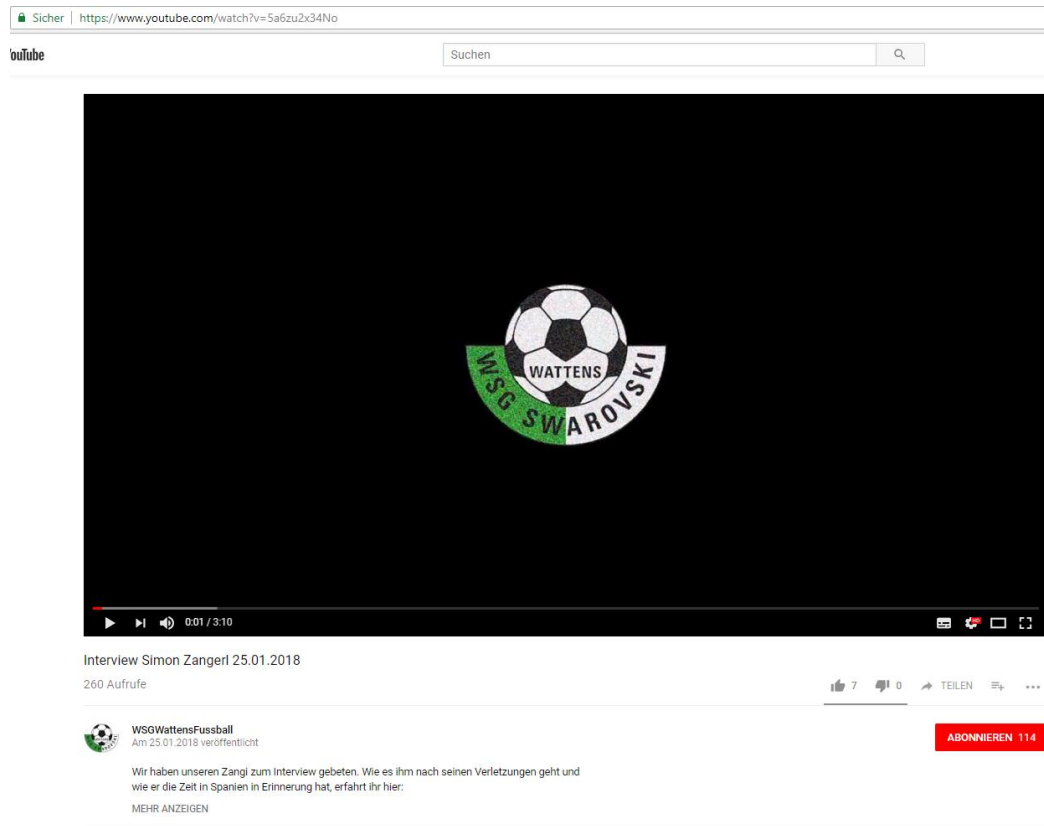 Sicher | https://www.youtube.com/watch?v=5a6zu2x34No
ouTube
Suchen
WATTENS
WSG SWAROVSKI
0:01 / 3:10
HD
Interview Simon Zangerl 25.01.2018
260 Aufrufe
7 0 TEILEN
WSGWattensFussball
Am 25.01.2018 veröffentlicht
ABONNIEREN 114
Wir haben unseren Zangi zum Interview gebeten. Wie es ihm nach seinen Verletzungen geht und
wie er die Zeit in Spanien in Erinnerung hat, erfahrt ihr hier:
MEHR ANZEIGEN